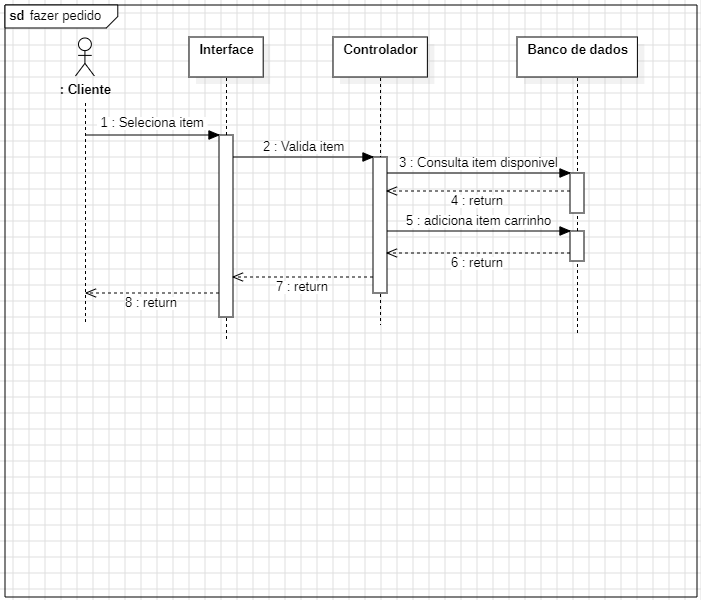 sd fazer pedido
Interface
Controlador
Banco de dados
: Cliente
1 : Seleciona item
2 : Valida item
3 : Consulta item disponivel
4 : return
5 : adiciona item carrinho
6 : return
7 : return
8 : return